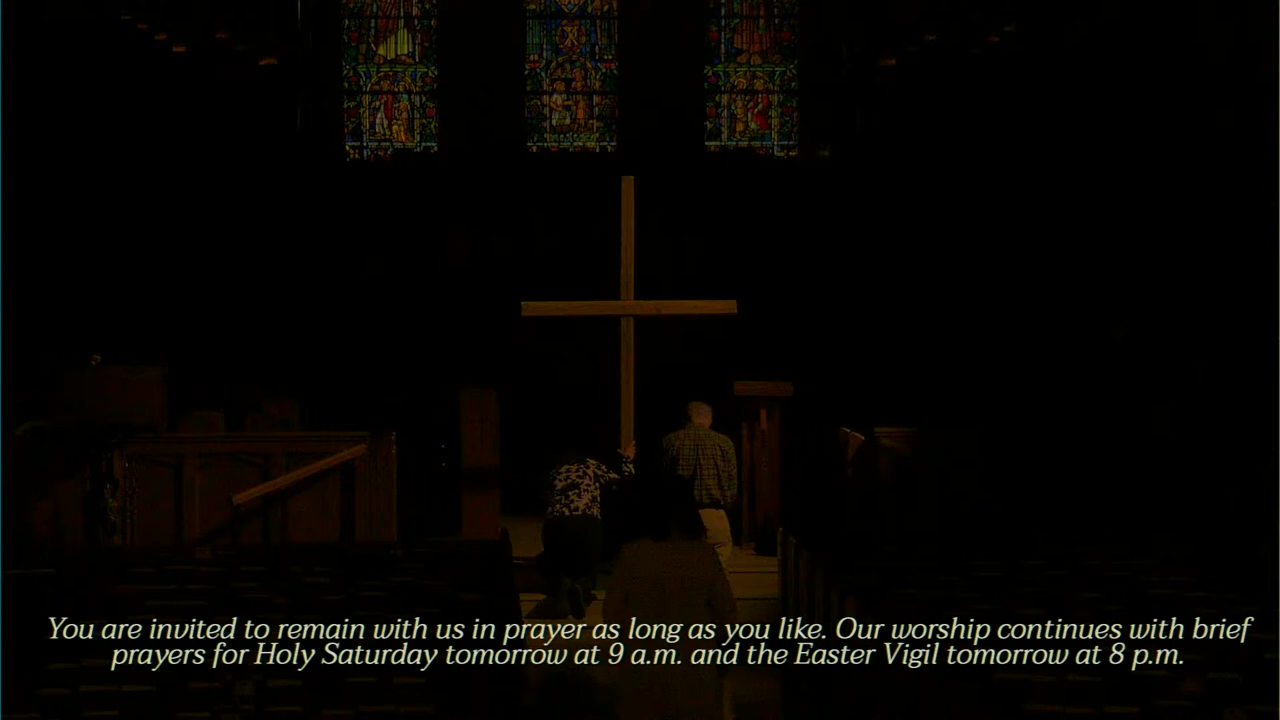 You are invited to remain with us in prayer as long as you like. Our worship continues with brief
prayers for Holy Saturday tomorrow at 9 a.m. and the Easter Vigil tomorrow at 8 p.m.